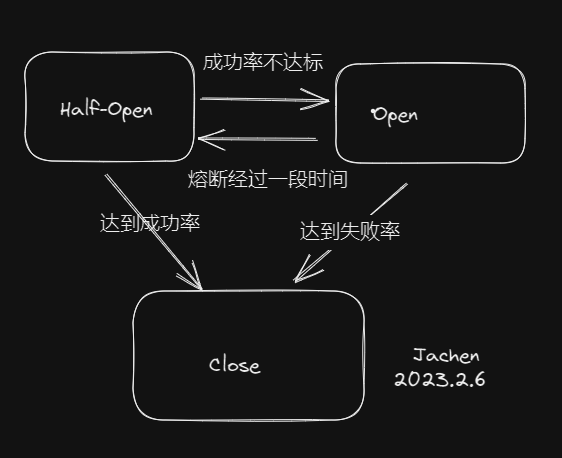 成功率不达标
Half-Open
Open
熔断经过一段时间
达到成功率
达到失败率
Close
Jachen
2023.2.6